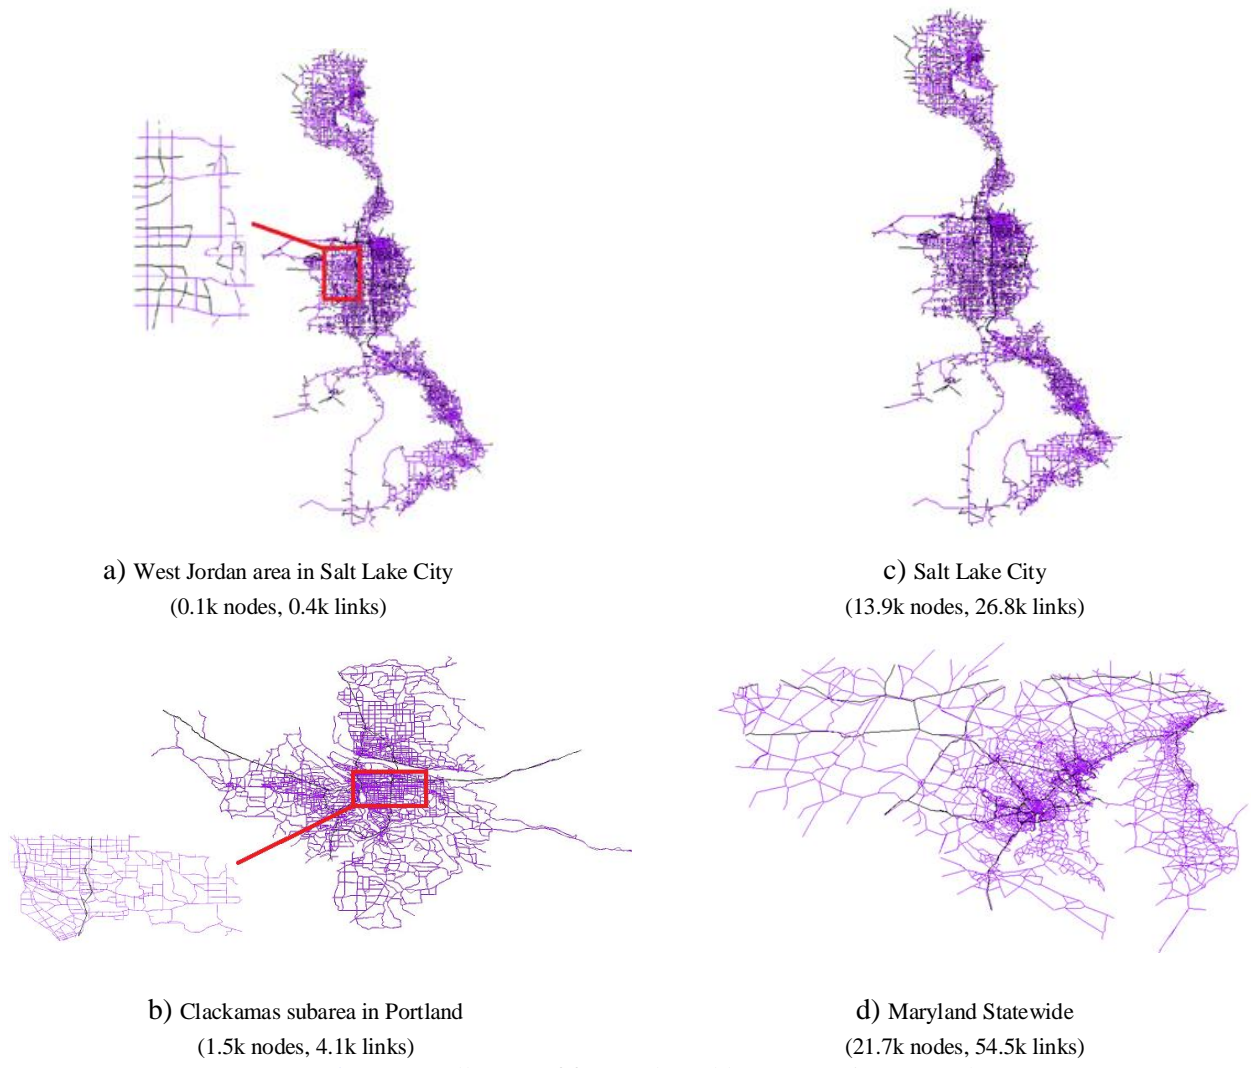 a) West Jordan area in Salt Lake City
(0.1k nodes, 0.4k links)
c) Salt Lake City
(13.9k nodes, 26.8k links)
b) Clackamas subarea in Portland
(1.5k nodes, 4.1k links)
d) Maryland Statewide
(21.7k nodes, 54.5k links)